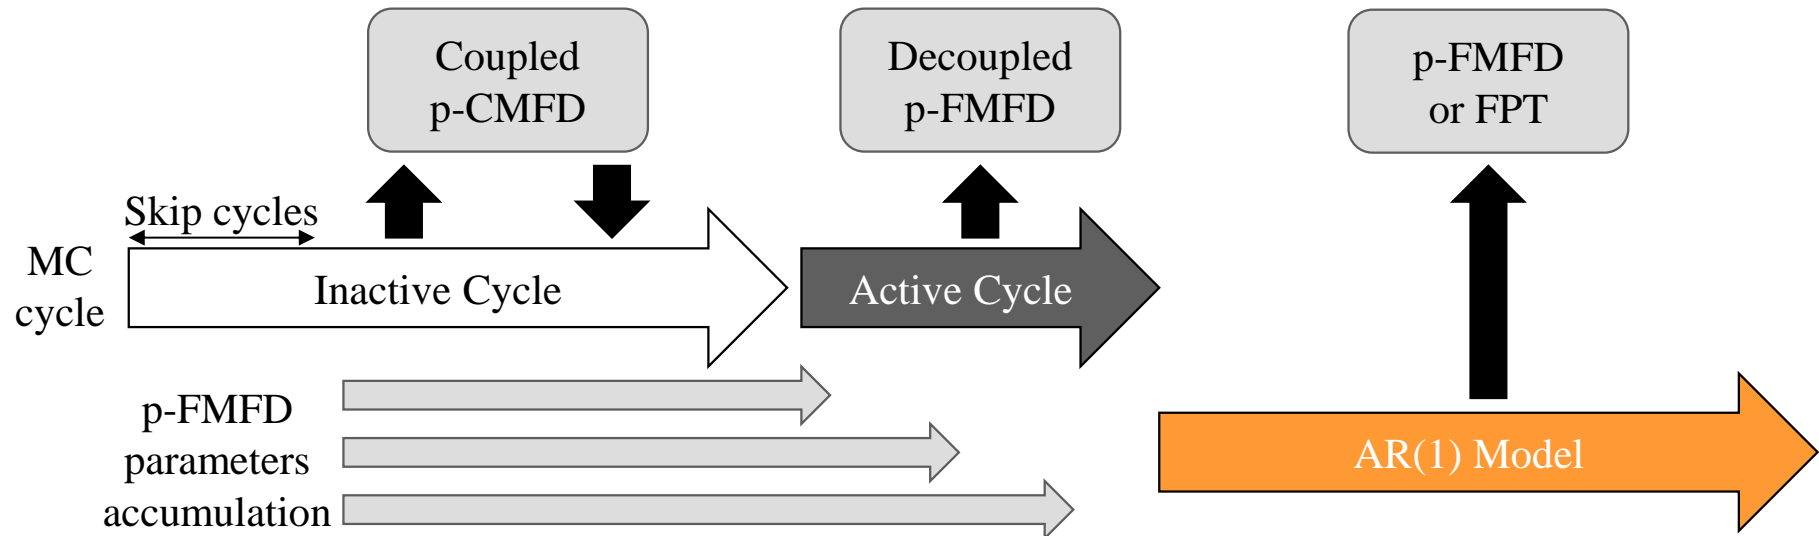 Coupled
p-CMFD
Decoupled
p-FMFD
p-FMFD
or FPT
Skip cycles
MC
cycle
Inactive Cycle
Active Cycle
p-FMFD
parameters
accumulation
AR(1) Model